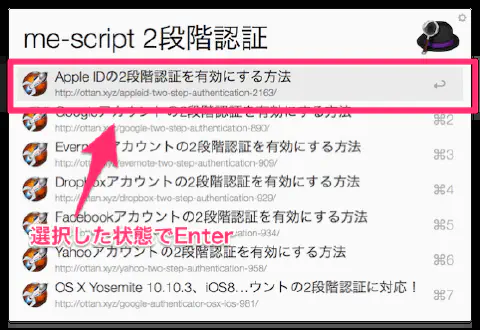 me-script 2段階認証
Apple IDの2段階認証を有効にする方法
http://ottan.xyz/appleid-two-step-authentication-2163/
Googleアカウントの2段階認証を有効にする方法
http://ottan.xyz/google-two-step-authentication-890/
⌘2
Evernoteアカウントの2段階認証を有効にする方法
http://ottan.xyz/evernote-two-step-authentication-909/
⌘3
Dropboxアカウントの2段階認証を有効にする方法
http://ottan.xyz/dropbox-two-step-authentication-929/
⌘4
Facebookアカウントの2段階認証を有効にする方法
authentication-934/
⌘5
選択した状態でEnter
Yahooアカウントの2段階認証を有効にする方法
http://ottan.xyz/yahoo-two-step-authentication-958/
⌘6
OS X Yosemite 10.10.3、iOS8...ウントの2段階認証に対応！
http://ottan.xyz/google-authenticator-osx-ios-981/
⌘7